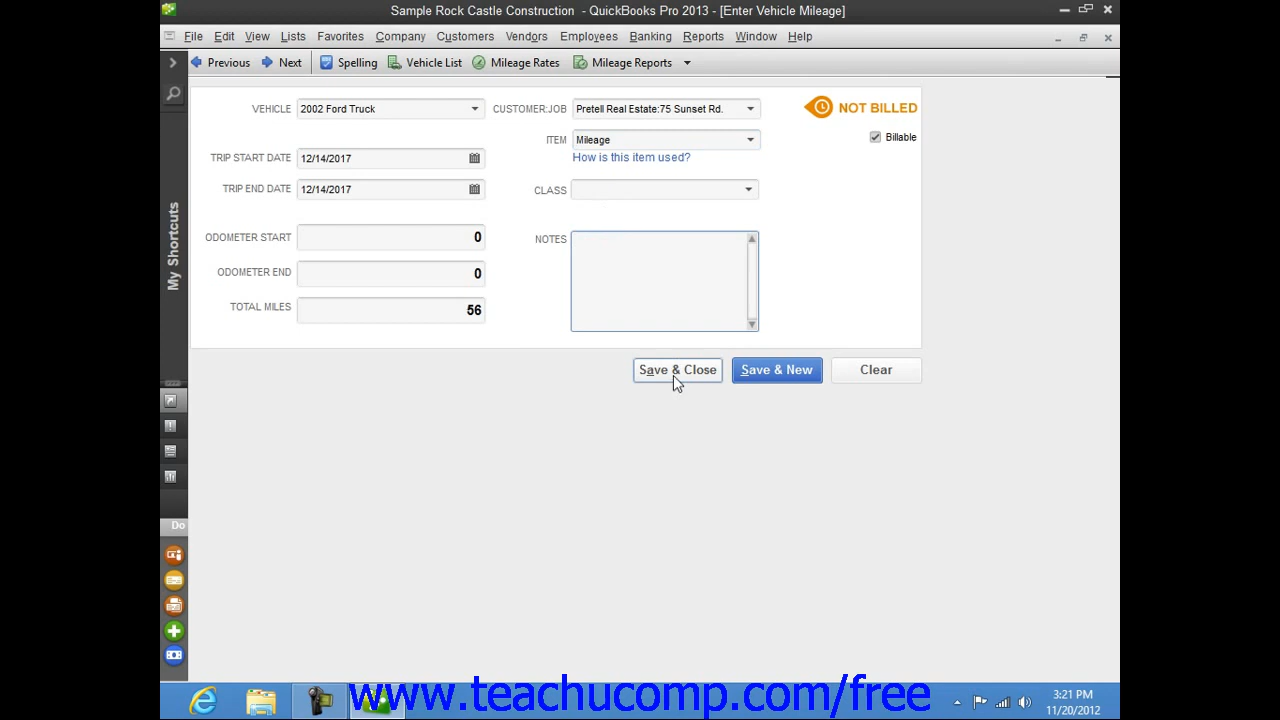 Sample Rock Castle Construction - QuickBooks Pro 2013 - [Enter Vehicle Mileage]
File Edit View Lists Favorites Company Customers Vendors Employees Banking Reports Window Help
Previous Next Spelling Vehicle List Mileage Rates Mileage Reports
VEHICLE 2002 Ford Truck CUSTOMER:JOB Pretell Real Estate:75 Sunset Rd. NOT BILLED
ITEM Mileage Billable
TRIP START DATE 12/14/2017 How is this item used?
TRIP END DATE 12/14/2017 CLASS
ODOMETER START 0 NOTES
ODOMETER END 0
TOTAL MILES 56
My Shortcuts
Save & Close Save & New Clear
Do
www.teachucomp.com/free
3:21 PM
11/20/2012